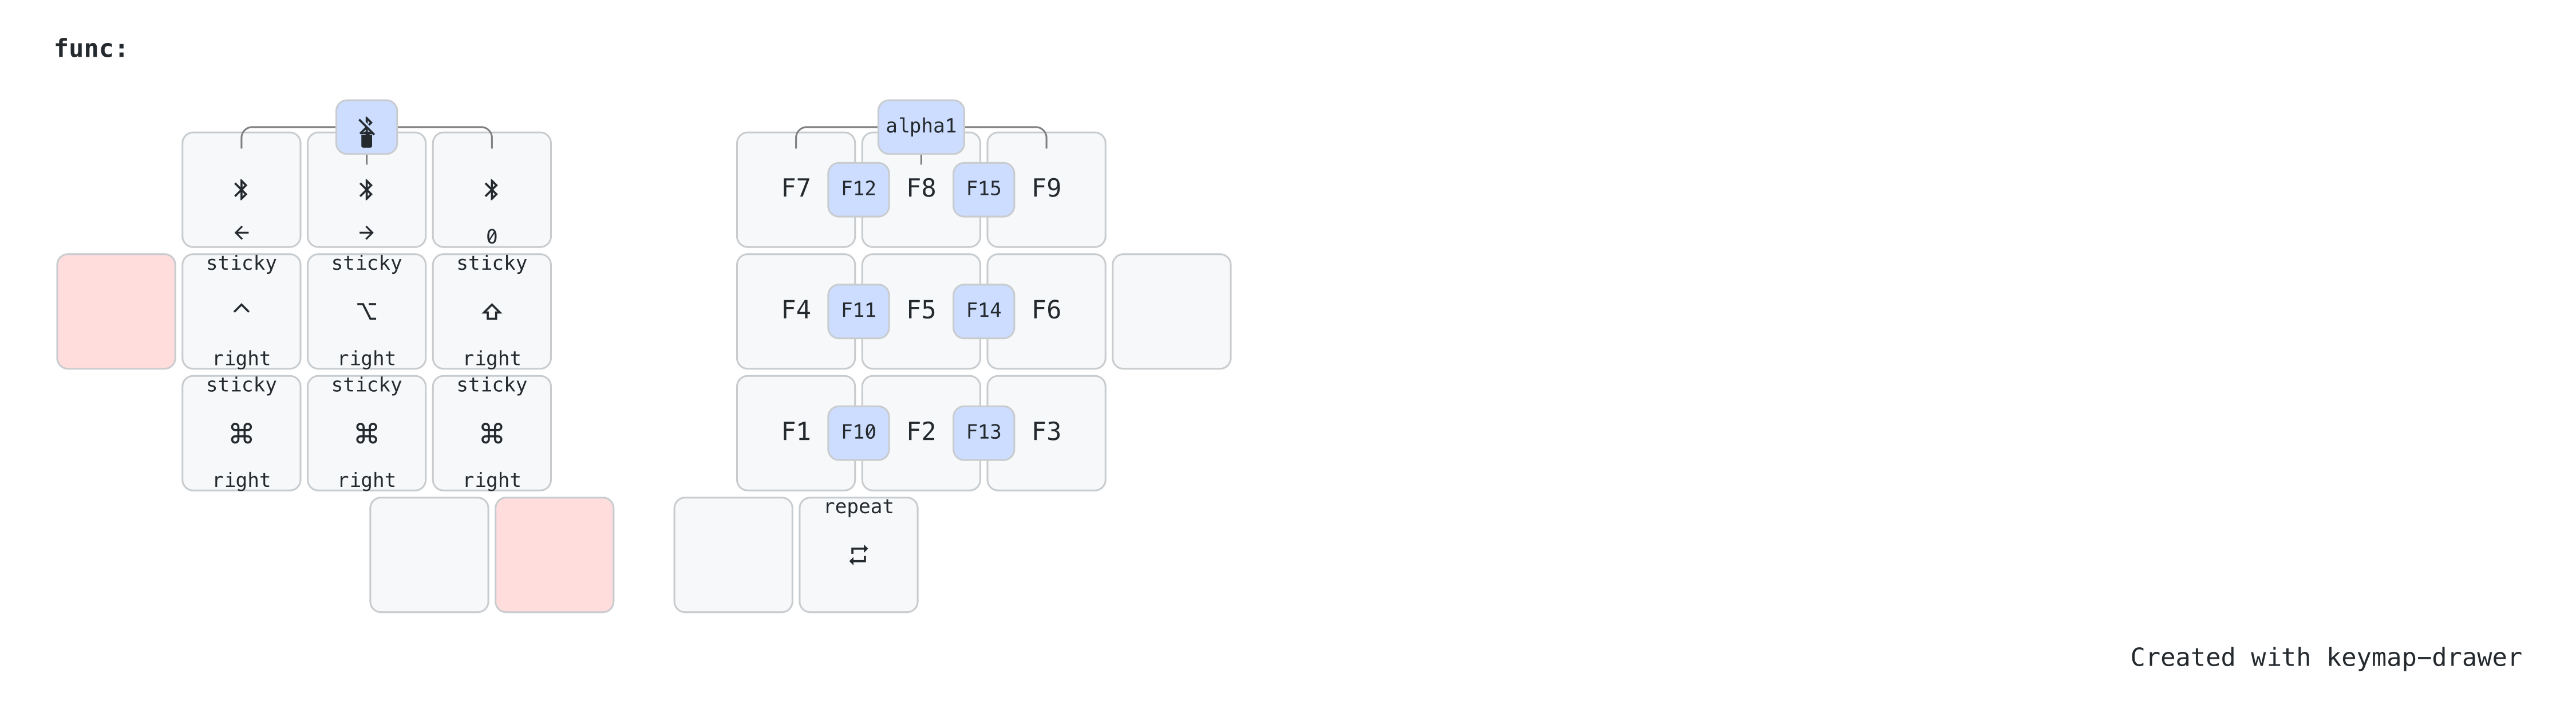 func:
alpha1
F7 F12 F8 F15 F9
← → 0
sticky sticky sticky
^ ⌥ ⇧
F4 F11 F5 F14 F6
right right right
sticky sticky sticky
⌘ ⌘ ⌘
F1 F10 F2 F13 F3
right right right
repeat
Created with keymap-drawer